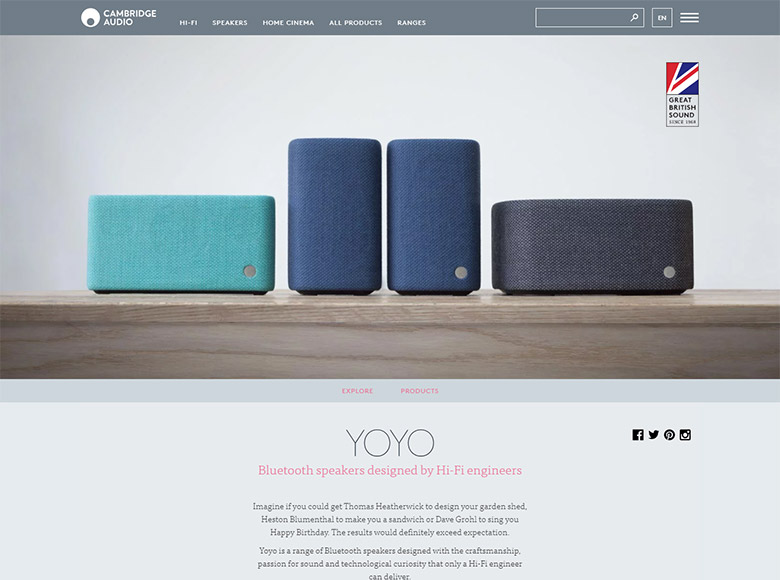 CAMBRIDGE
AUDIO
HI-FI SPEAKERS HOME CINEMA ALL PRODUCTS RANGES
EN
GREAT
BRITISH
SOUND
SINCE 1968
EXPLORE PRODUCTS
YOYO
Bluetooth speakers designed by Hi-Fi engineers
Imagine if you could get Thomas Heatherwick to design your garden shed,
Heston Blumenthal to make you a sandwich or Dave Grohl to sing you
Happy Birthday. The results would definitely exceed expectation.
Yoyo is a range of Bluetooth speakers designed with the craftsmanship,
passion for sound and technological curiosity that only a Hi-Fi engineer
can deliver.